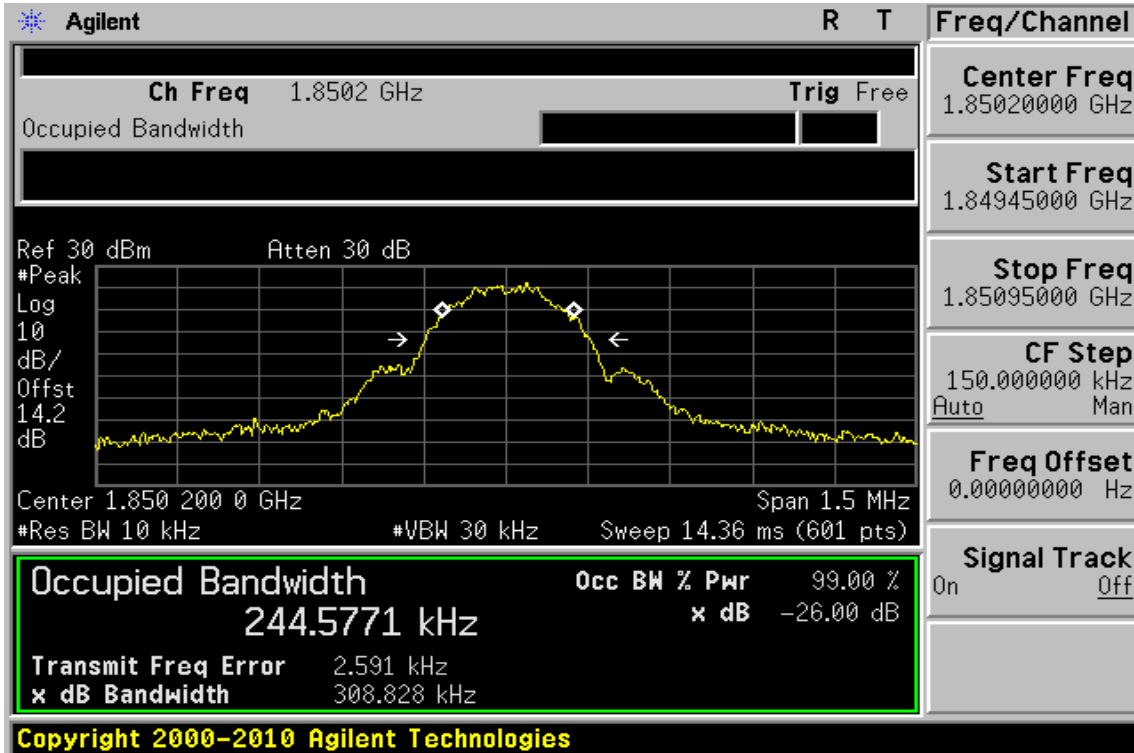 Agilent R T
Freq/Channel
Ch Freq 1.8502 GHz Trig Free
Occupied Bandwidth
Center Freq
1.85020000 GHz
Start Freq
1.84945000 GHz
Stop Freq
1.85095000 GHz
CF Step
150.000000 kHz
Auto Man
Freq Offset
0.00000000 Hz
Signal Track
On Off
Ref 30 dBm Atten 30 dB
#Peak
Log
10
dB/
Offst
14.2
dB
Center 1.850 200 0 GHz Span 1.5 MHz
#Res BW 10 kHz #VBW 30 kHz Sweep 14.36 ms (601 pts)
Occupied Bandwidth Occ BW % Pwr 99.00 %
244.5771 kHz x dB -26.00 dB
Transmit Freq Error 2.591 kHz
x dB Bandwidth 308.828 kHz
Copyright 2000-2010 Agilent Technologies